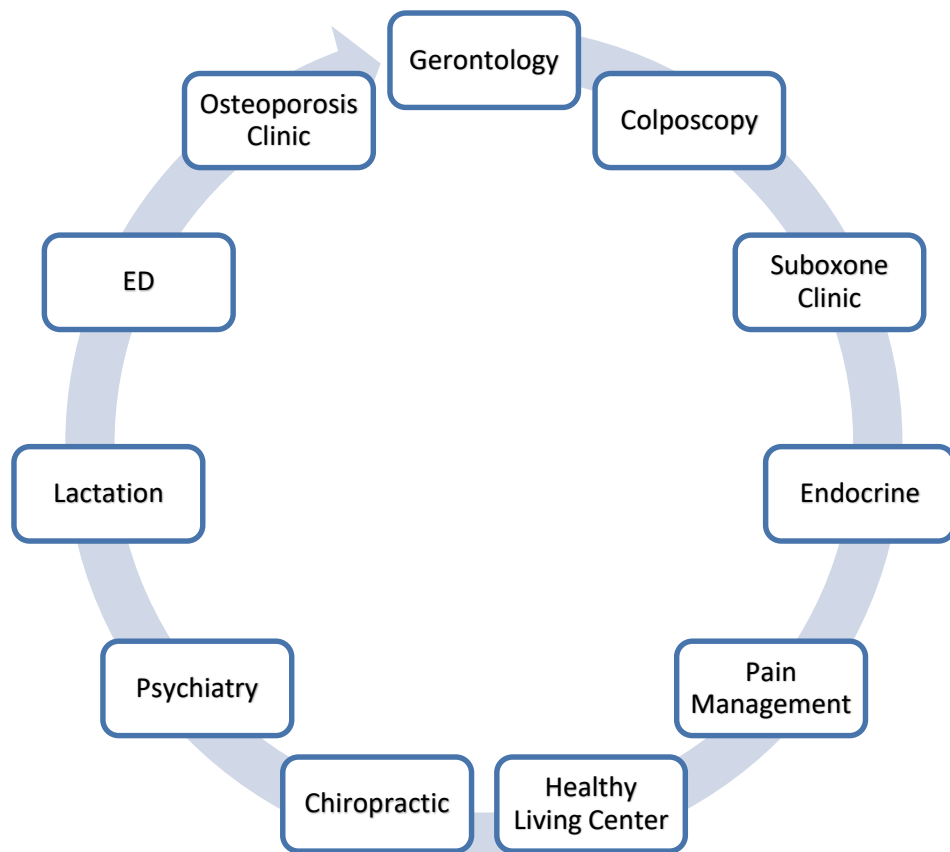 Gerontology
Colposcopy
Suboxone
Clinic
Endocrine
Pain
Management
Healthy
Living Center
Chiropractic
Psychiatry
Lactation
ED
Osteoporosis
Clinic